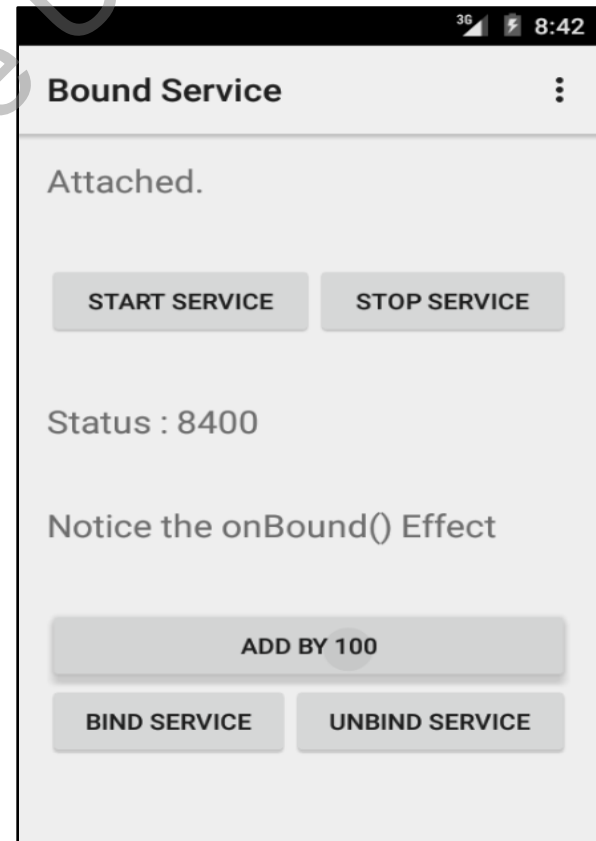 3G 8:42
Bound Service
Attached.
START SERVICE STOP SERVICE
Status : 8400
Notice the onBound() Effect
ADD BY 100
BIND SERVICE UNBIND SERVICE